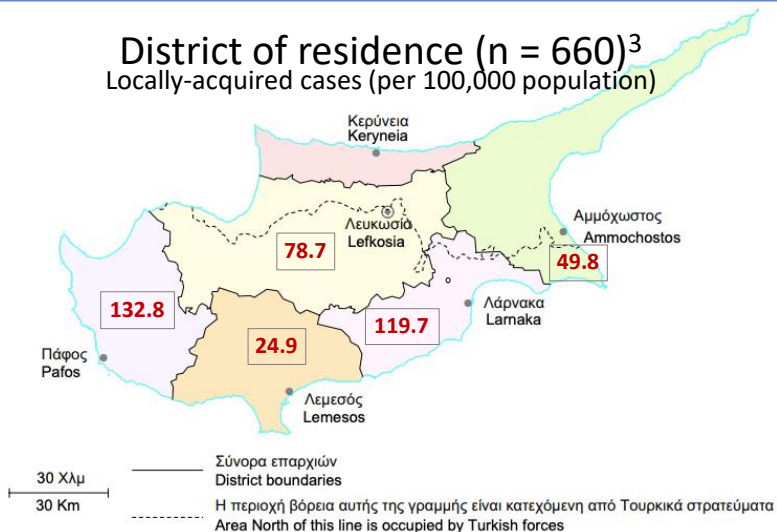 District of residence (n = 660)³
Locally-acquired cases (per 100,000 population)
Κερύνεια
Keryneia
Λευκωσία
Lefkosia
Αμμόχωστος
Ammochostos
78.7
49.8
132.8
119.7
Λάρνακα
Larnaka
24.9
Πάφος
Pafos
Λεμεσός
Lemesos
30 Χλμ
30 Km
Σύνορα επαρχιών
District boundaries
Η περιοχή βόρεια αυτής της γραμμής είναι κατεχόμενη από Τουρκικά στρατεύματα
Area North of this line is occupied by Turkish forces